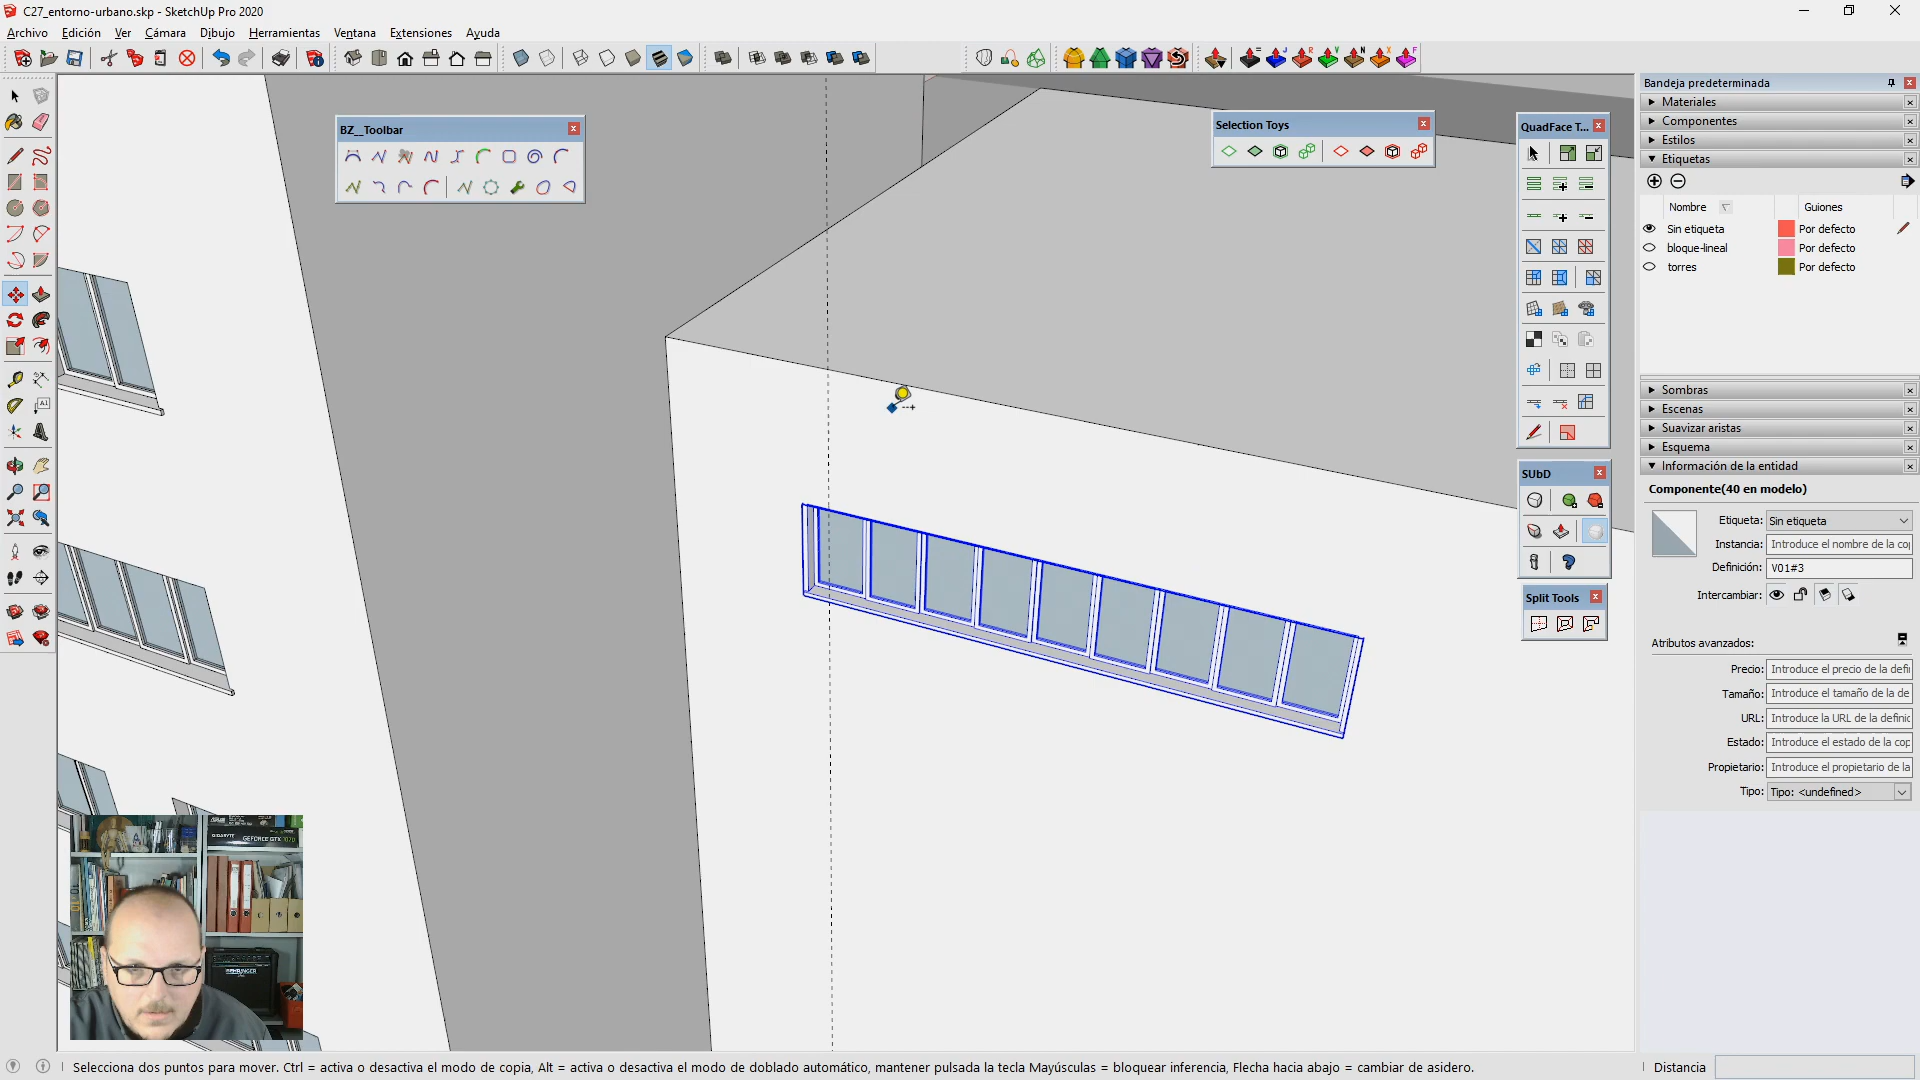 C27_entorno-urbano.skp - SketchUp Pro 2020
Archivo Edición Ver Cámara Dibujo Herramientas Ventana Extensiones Ayuda
BZ__Toolbar
Selection Toys
QuadFace T...
SUbD
Split Tools
Bandeja predeterminada
Materiales
Componentes
Estilos
Etiquetas
Nombre Guiones
Sin etiqueta Por defecto
bloque-lineal Por defecto
torres Por defecto
Sombras
Escenas
Suavizar aristas
Esquema
Información de la entidad
Componente(40 en modelo)
Etiqueta: Sin etiqueta
Instancia: Introduce el nombre de la co
Definición: V01#3
Intercambiar:
Atributos avanzados:
Precio: Introduce el precio de la defi
Tamaño: Introduce el tamaño de la de
URL: Introduce la URL de la definic
Estado: Introduce el estado de la cop
Propietario: Introduce el propietario de la
Tipo: Tipo: <undefined>
Selecciona dos puntos para mover. Ctrl = activa o desactiva el modo de copia, Alt = activa o desactiva el modo de doblado automático, mantener pulsada la tecla Mayúsculas = bloquear inferencia, Flecha hacia abajo = cambiar de asidero.
Distancia